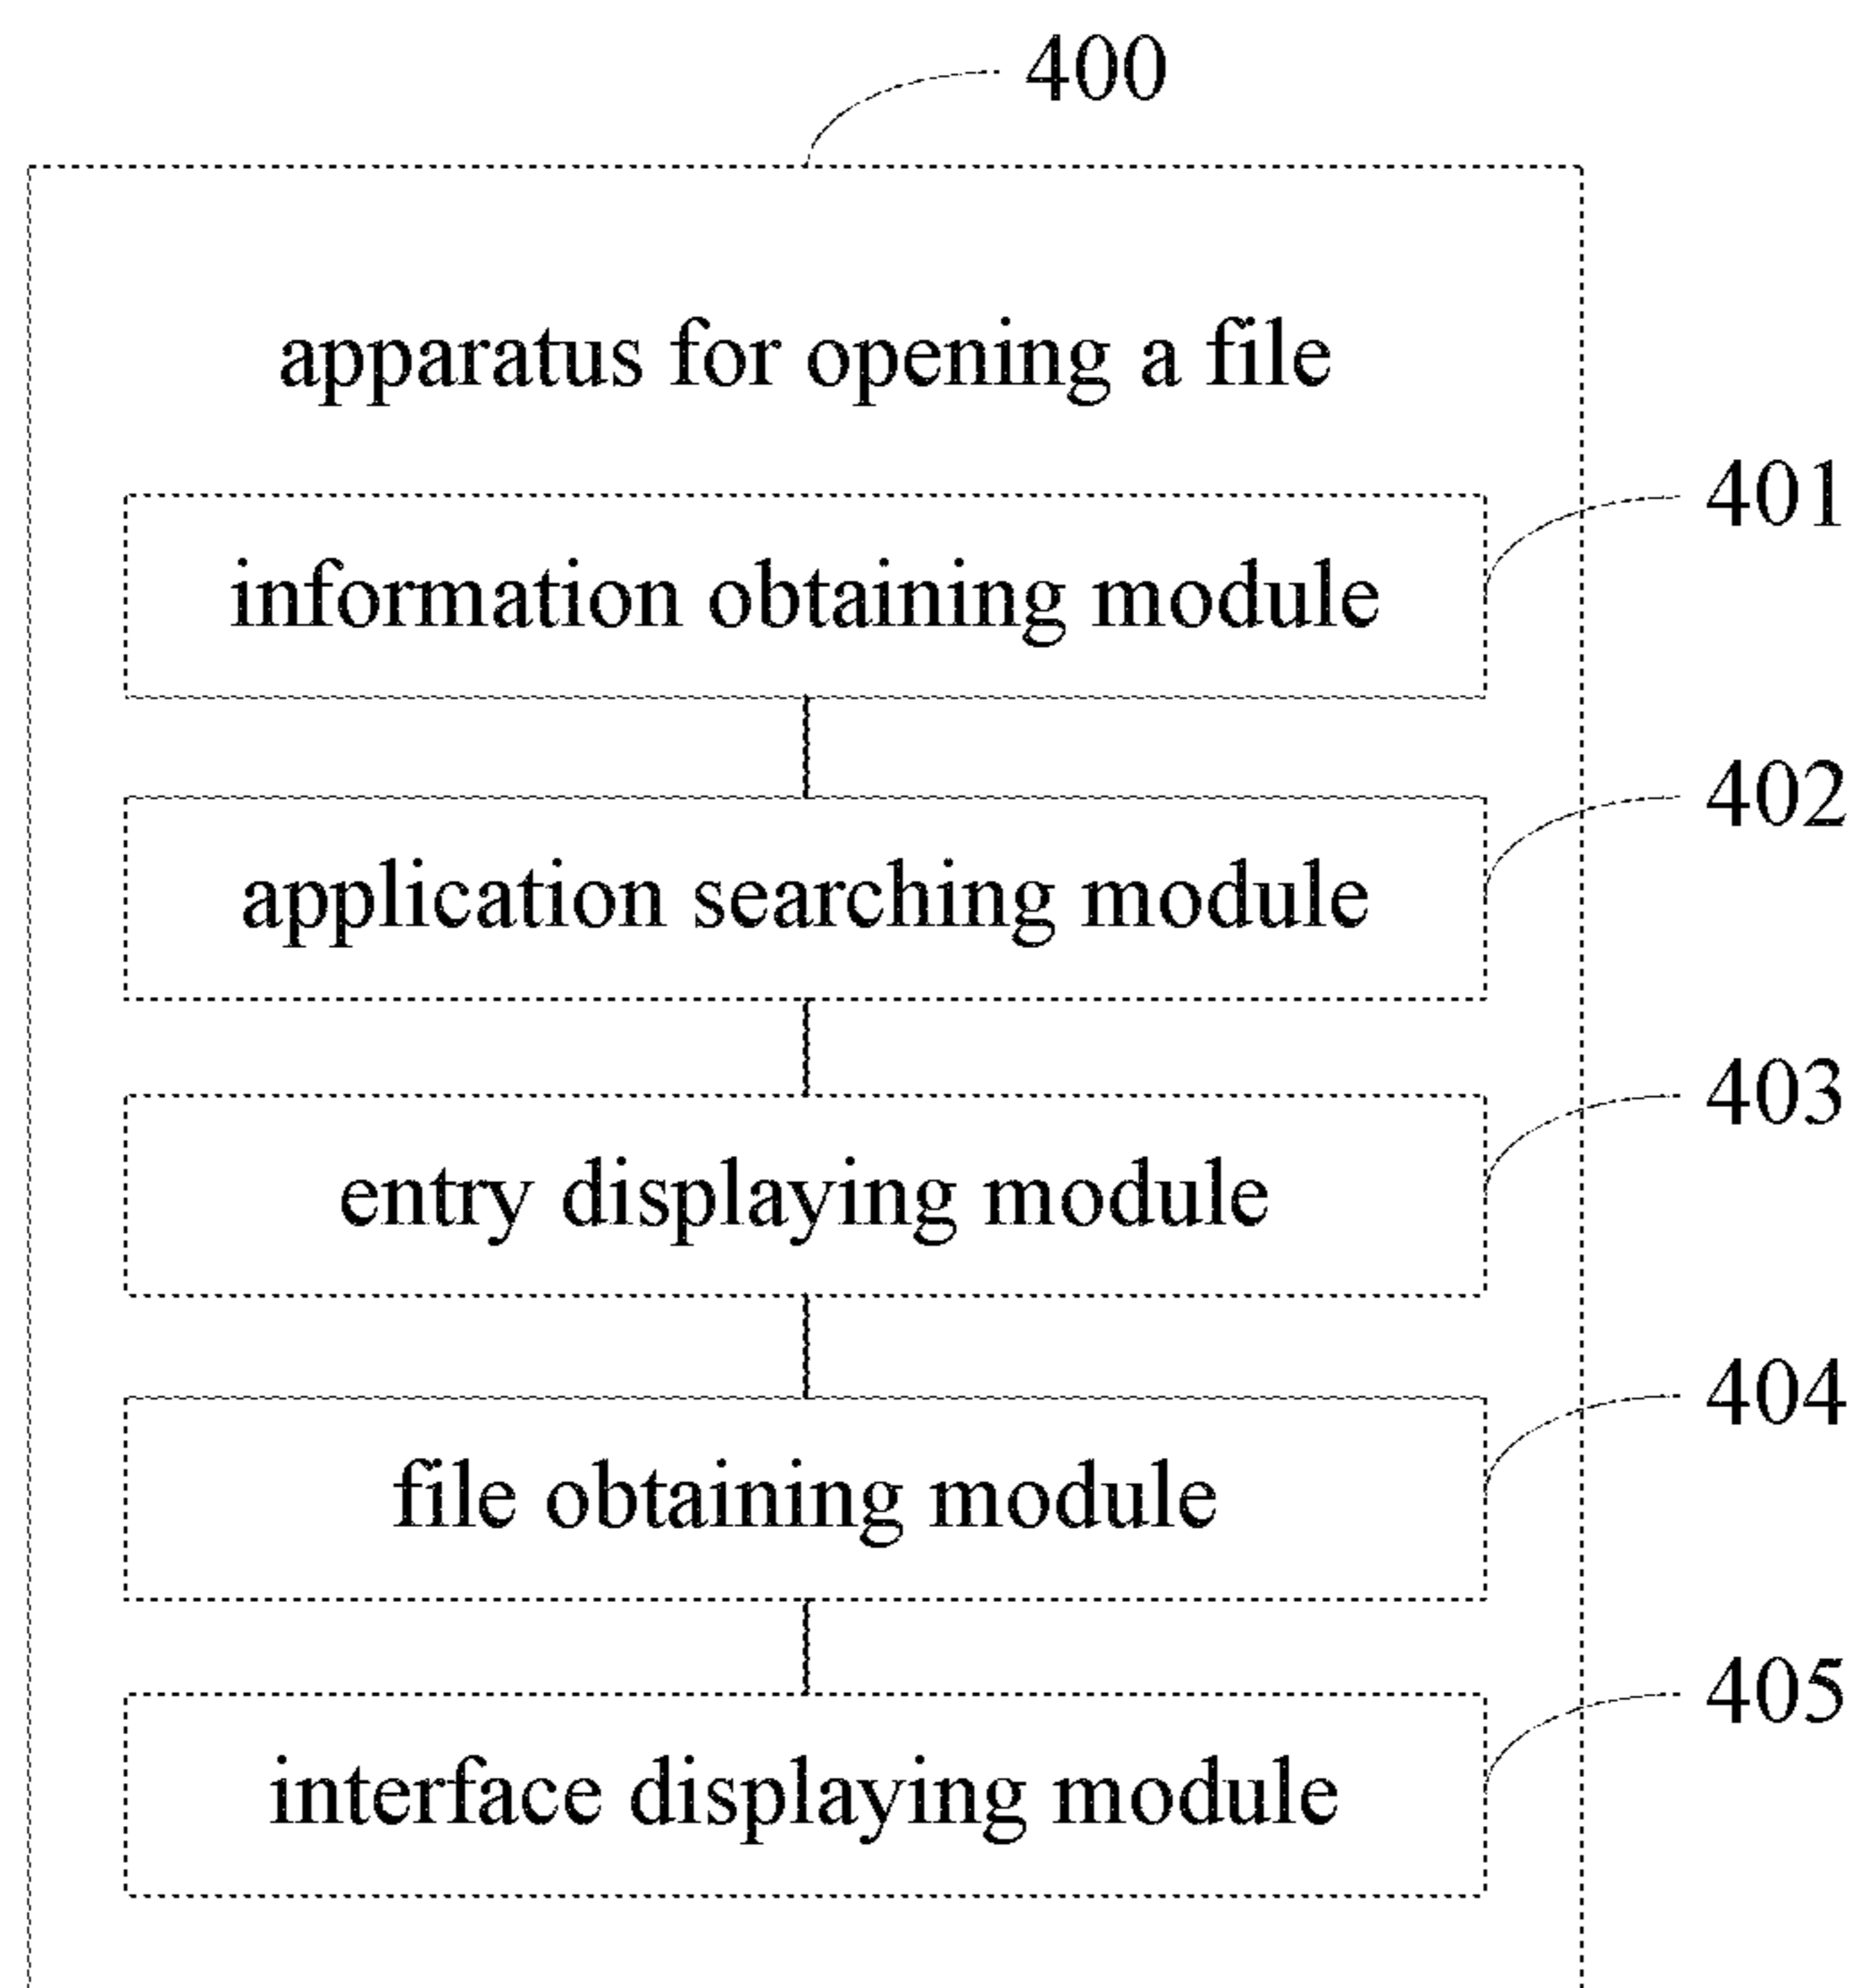 400
apparatus for opening a file
401
information obtaining module
402
application searching module
403
entry displaying module
404
file obtaining module
405
interface displaying module